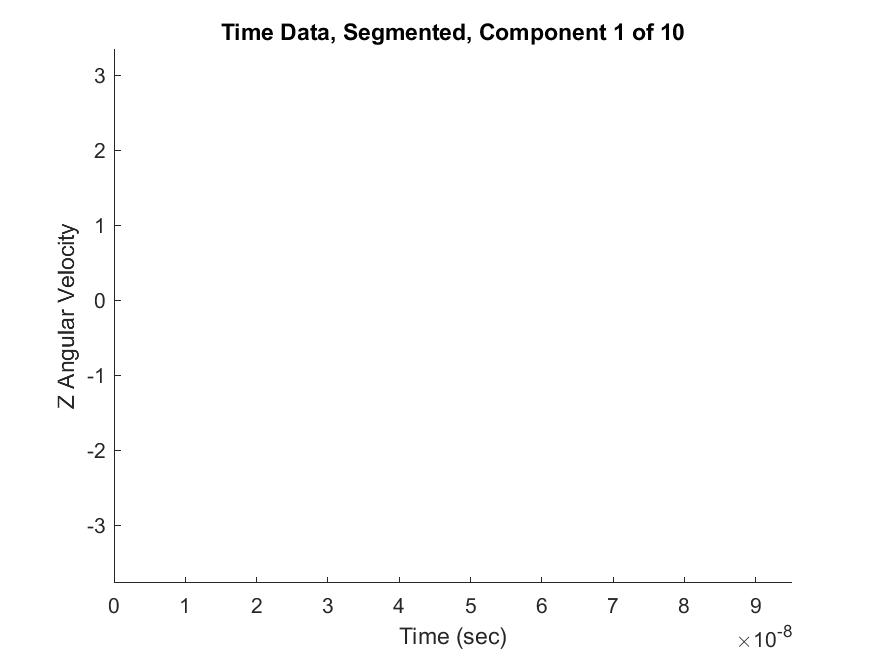 Time Data, Segmented, Component 1 of 10
3
2
1
0
-1
-2
-3
Z Angular Velocity
0 1 2 3 4 5 6 7 8 9
Time (sec)
×10-8